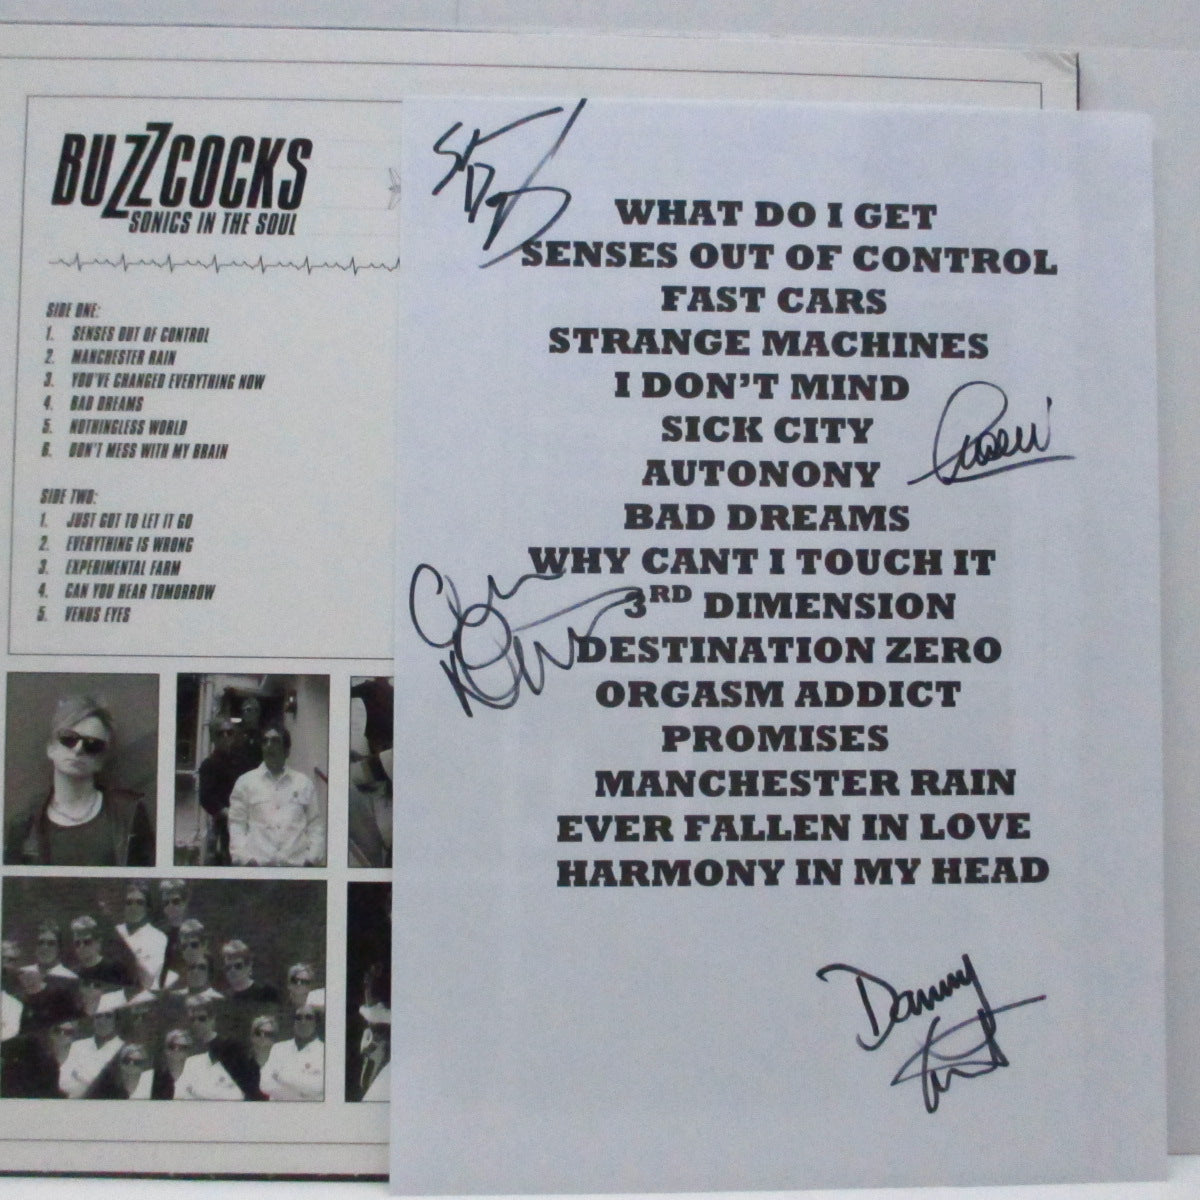 BUZZCOCKS
SONICS IN THE SOUL
SIDE ONE:
1. SENSES OUT OF CONTROL
2. MANCHESTER RAIN
3. YOU'VE CHANGED EVERYTHING NOW
4. BAD DREAMS
5. NOTHINGLESS WORLD
6. DON'T MESS WITH MY BRAIN
SIDE TWO:
1. JUST GOT TO LET IT GO
2. EVERYTHING IS WRONG
3. EXPERIMENTAL FARM
4. CAN YOU HEAR TOMORROW
5. VENUS EYES
WHAT DO I GET
SENSES OUT OF CONTROL
FAST CARS
STRANGE MACHINES
I DON'T MIND
SICK CITY
AUTONONY
BAD DREAMS
WHY CANT I TOUCH IT
3RD DIMENSION
DESTINATION ZERO
ORGASM ADDICT
PROMISES
MANCHESTER RAIN
EVER FALLEN IN LOVE
HARMONY IN MY HEAD
Danny